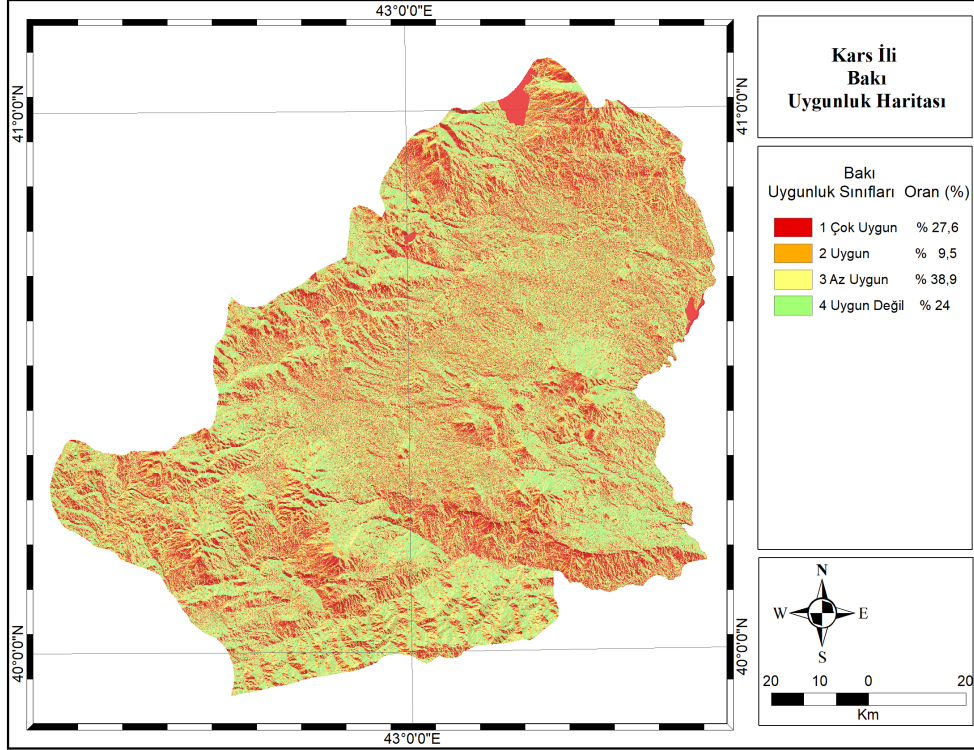 43°0'0"E
Kars İli
Bakı
Uygunluk Haritası
41°0'0"N
41°0'0"N
Bakı
Uygunluk Sınıfları Oran (%)
1 Çok Uygun % 27,6
2 Uygun % 9,5
3 Az Uygun % 38,9
4 Uygun Değil % 24
N
W E
S
40°0'0"N
40°0'0"N
20 10 0 20
Km
43°0'0"E